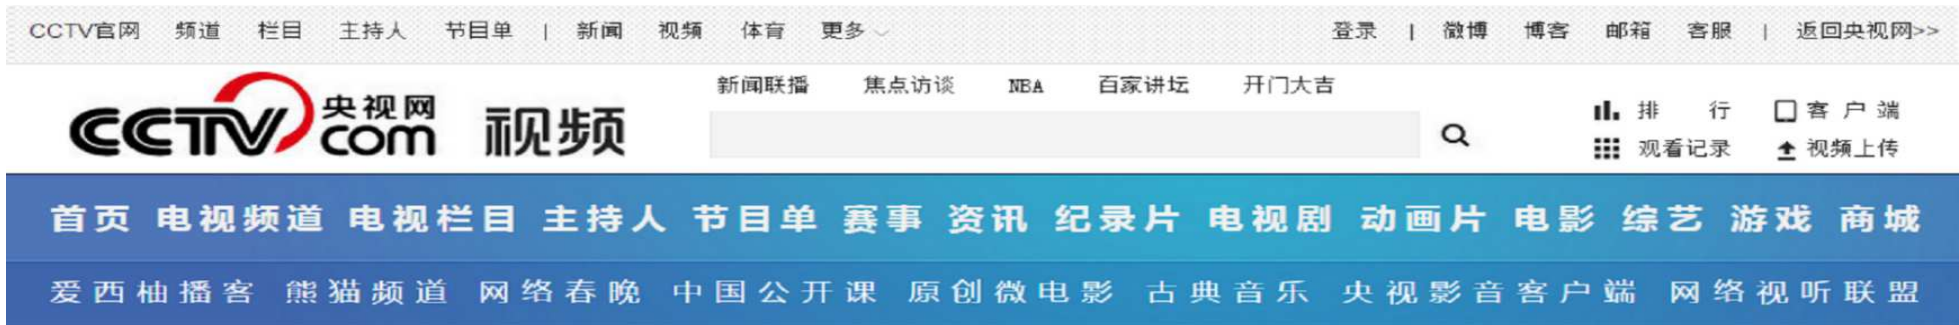 CCTV官网 频道 栏目 主持人 节目单 | 新闻 视频 体育 更多 登录 | 微博 博客 邮箱 客服 | 返回央视网>>
新闻联播 焦点访谈 NBA 百家讲坛 开门大吉
CCTV 央视网 com 视频
排 行 客户端
观看记录 视频上传
首页 电视频道 电视栏目 主持人 节目单 赛事 资讯 纪录片 电视剧 动画片 电影 综艺 游戏 商城
爱西柚播客 熊猫频道 网络春晚 中国公开课 原创微电影 古典音乐 央视影音客户端 网络视听联盟